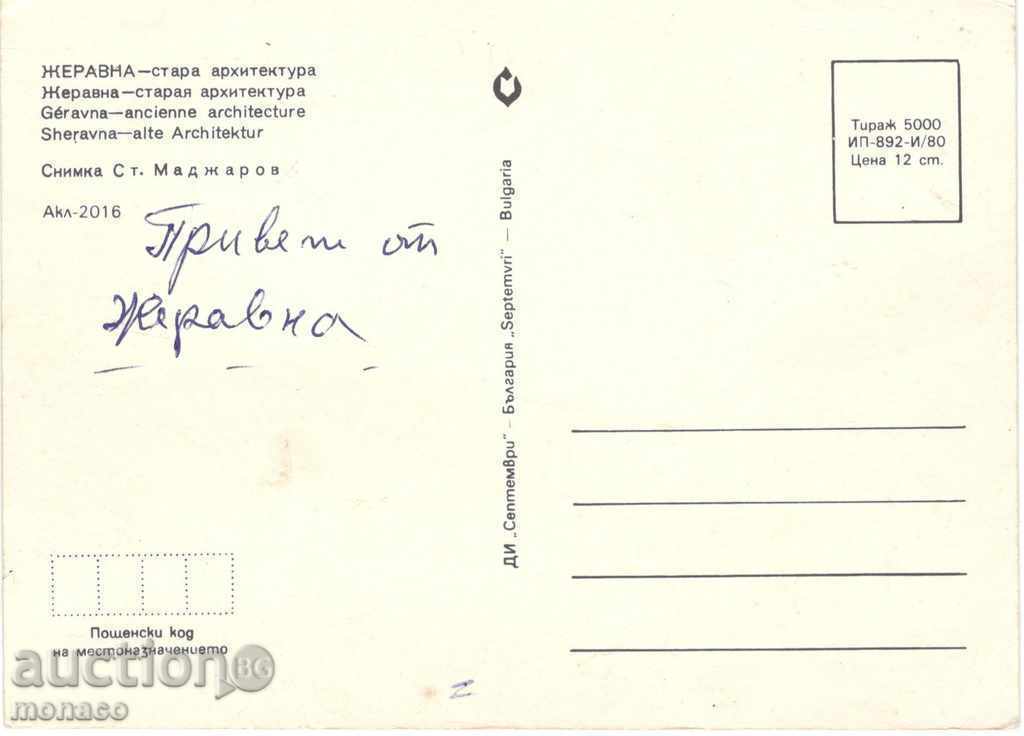 ЖЕРАВНА—стара архитектура
Жеравна—старая архитектура
Géravna—ancienne architecture
Sheravna—alte Architektur
Снимка Ст. Маджаров
Акл-2016
Привет от
Жеравна
Пощенски код
на местоназначението
ДИ „Септември" — България „Septemvri" — Bulgaria
Тираж 5000
ИП-892-И/80
Цена 12 ст.
auction BG
monaco